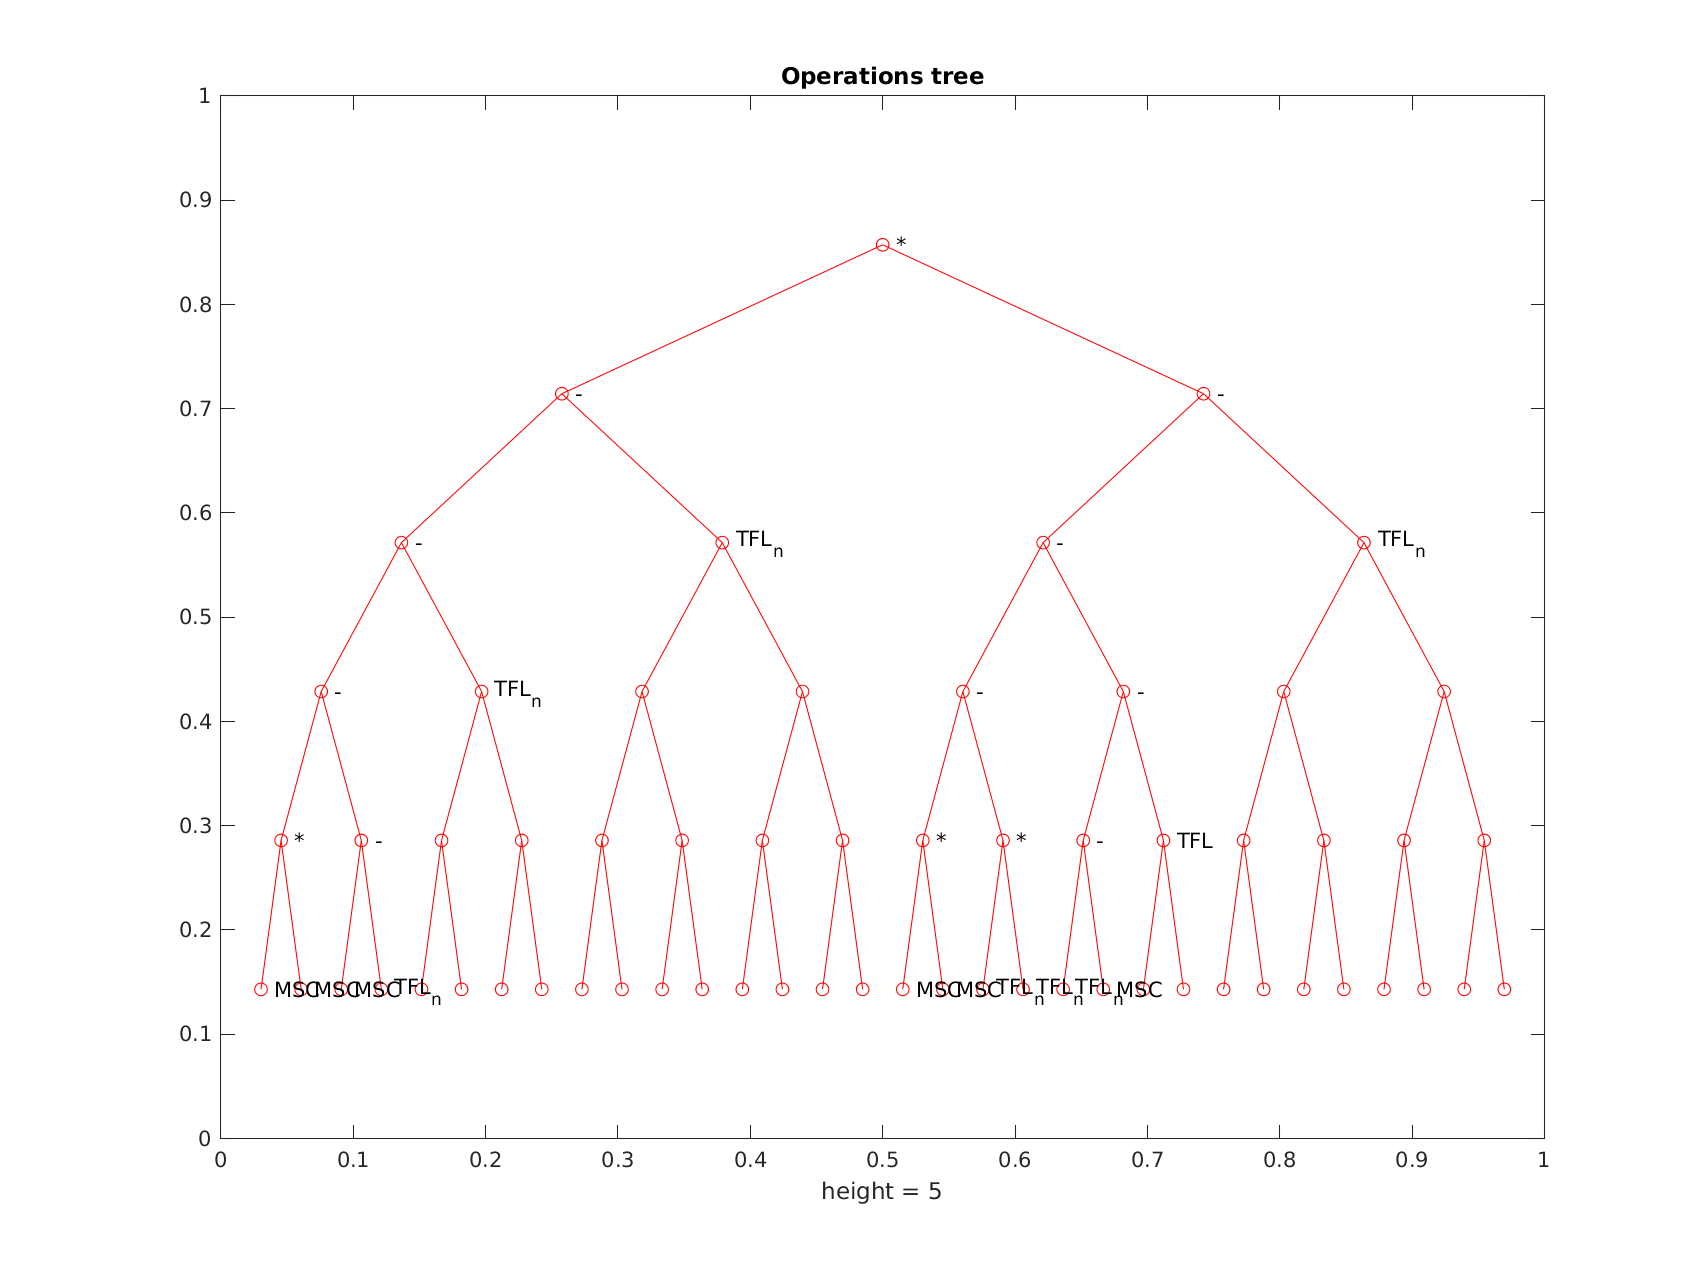 Operations tree
1
0.9
*
0.8
- -
0.7
0.6
- TFLn - TFLn
0.5
- TFLn - -
0.4
0.3
* - * * - TFL
0.2
MSC MSC MSC TFLn MSC MSC TFLn TFLn TFLn MSC
0.1
0
0 0.1 0.2 0.3 0.4 0.5 0.6 0.7 0.8 0.9 1
height = 5